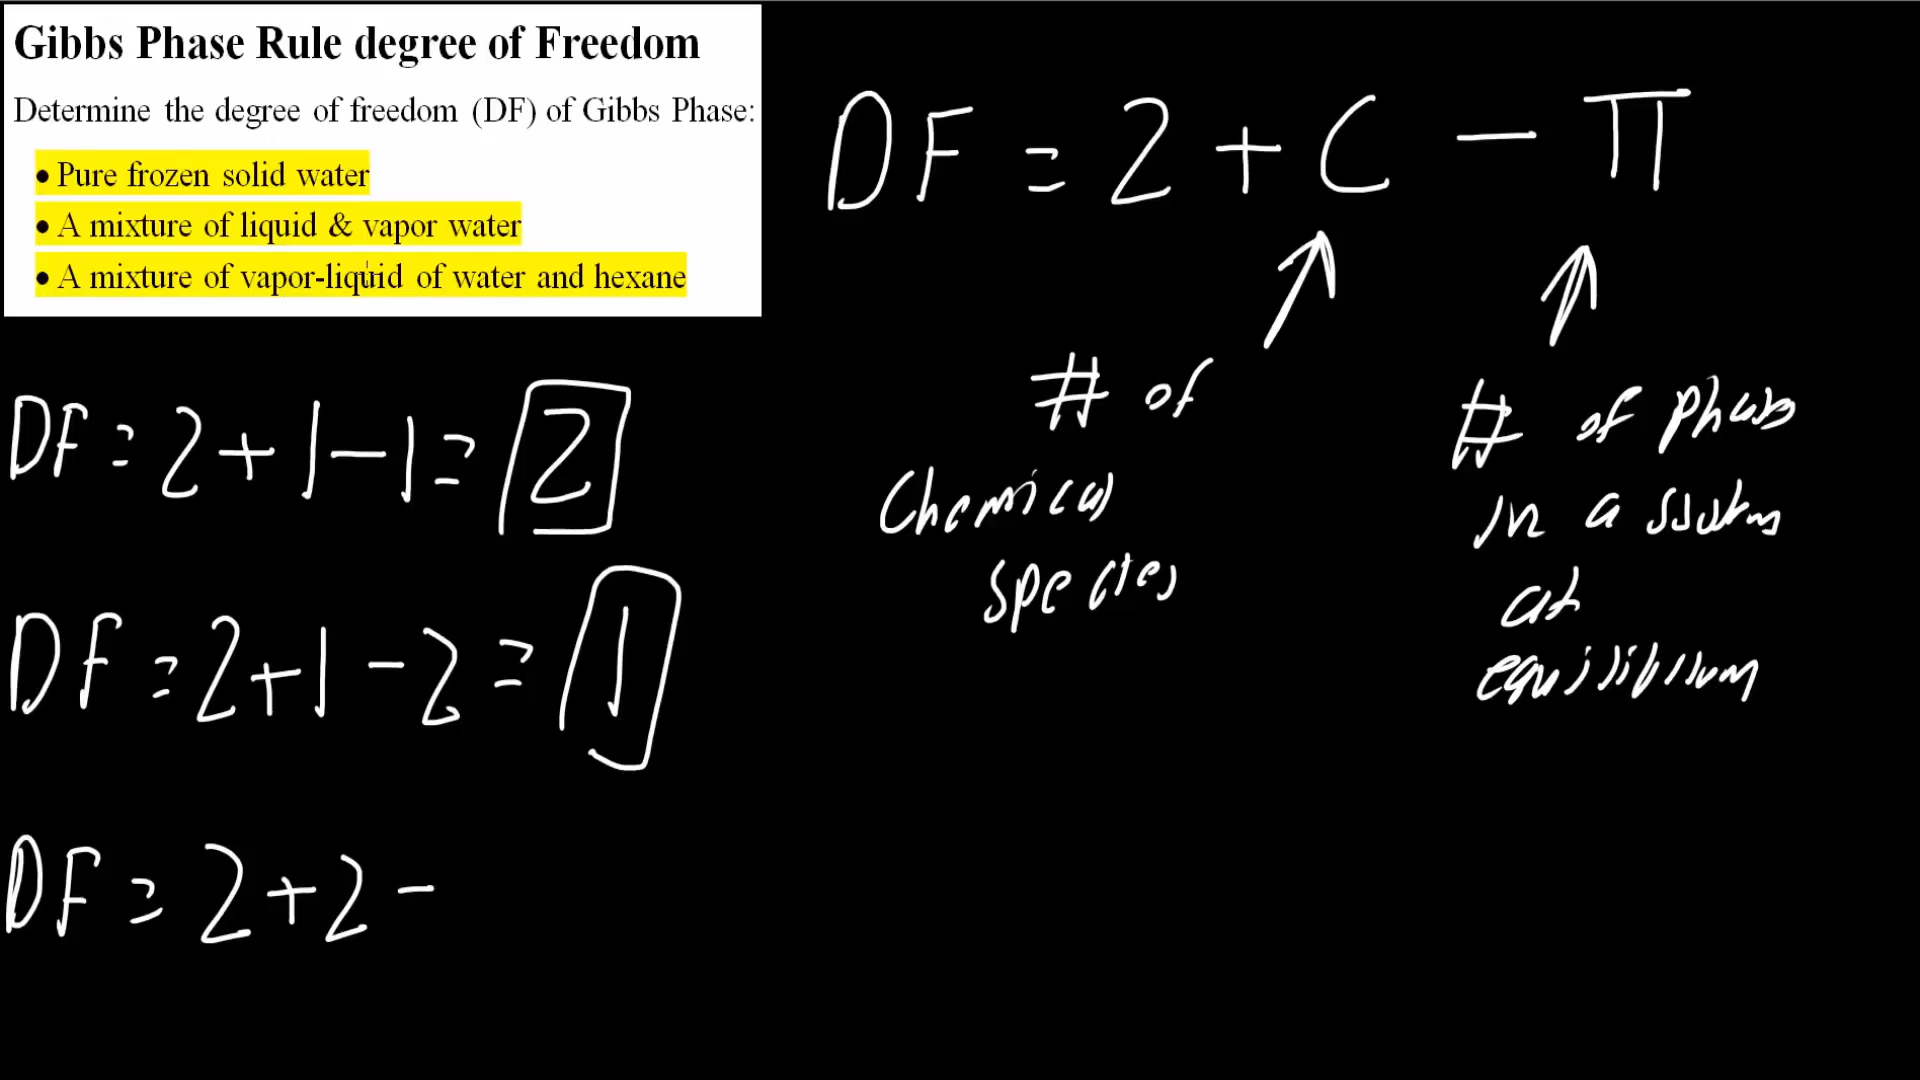 Gibbs Phase Rule degree of Freedom
Determine the degree of freedom (DF) of Gibbs Phase:
• Pure frozen solid water
• A mixture of liquid & vapor water
• A mixture of vapor-liquid of water and hexane
DF = 2 + C - π
# of
Chemical
species
# of phases
in a system
at
equilibrium
DF = 2 + 1 - 1 = 2
DF = 2 + 1 - 2 = 1
DF = 2 + 2 -